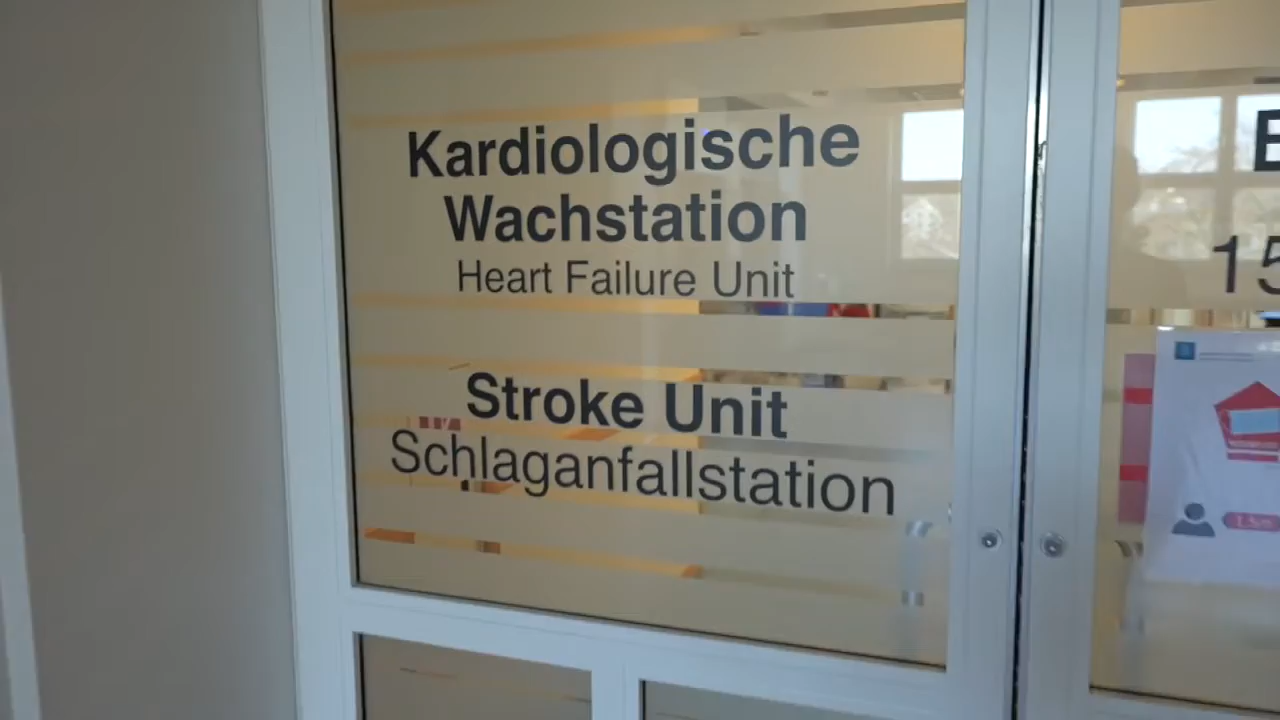 Kardiologische
Wachstation
Heart Failure Unit
Stroke Unit
Schlaganfallstation